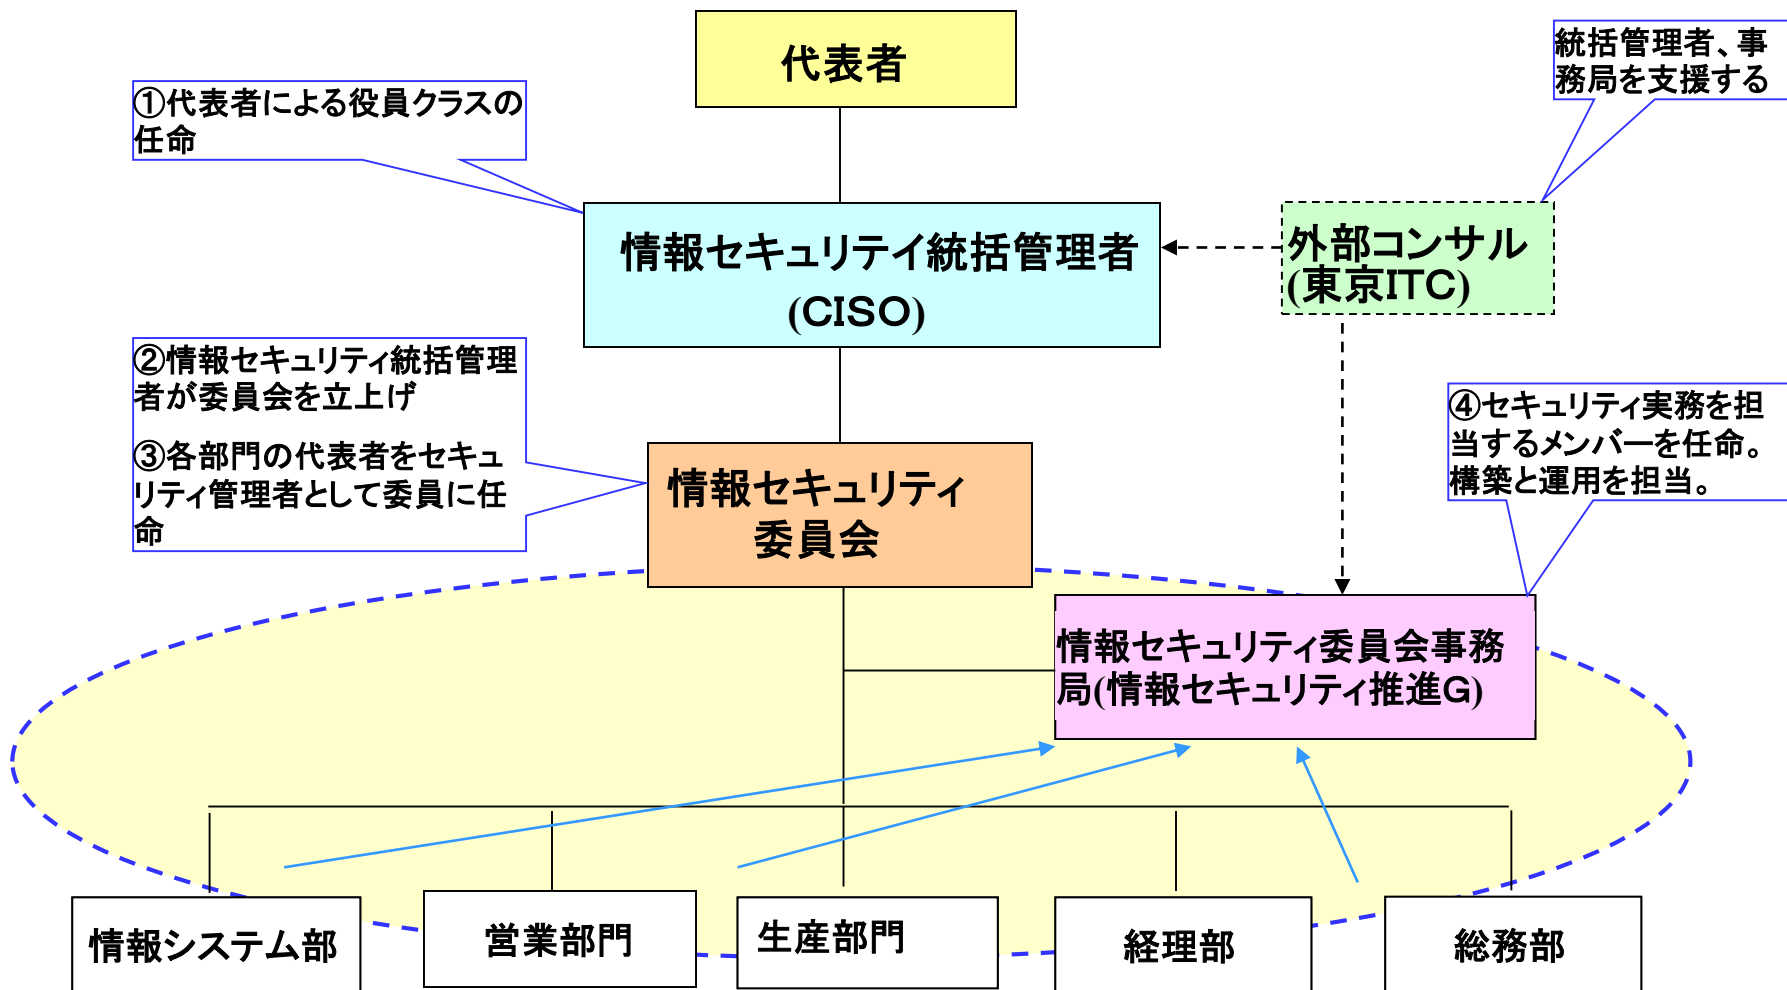 代表者
統括管理者、事
務局を支援する
①代表者による役員クラスの
任命
情報セキュリテイ統括管理者
(CISO)
外部コンサル
(東京ITC)
②情報セキュリティ統括管理
者が委員会を立上げ
③各部門の代表者をセキュ
リティ管理者として委員に任
命
④セキュリティ実務を担
当するメンバーを任命。
構築と運用を担当。
情報セキュリティ
委員会
情報セキュリティ委員会事務
局(情報セキュリティ推進G)
情報システム部
営業部門
生産部門
経理部
総務部